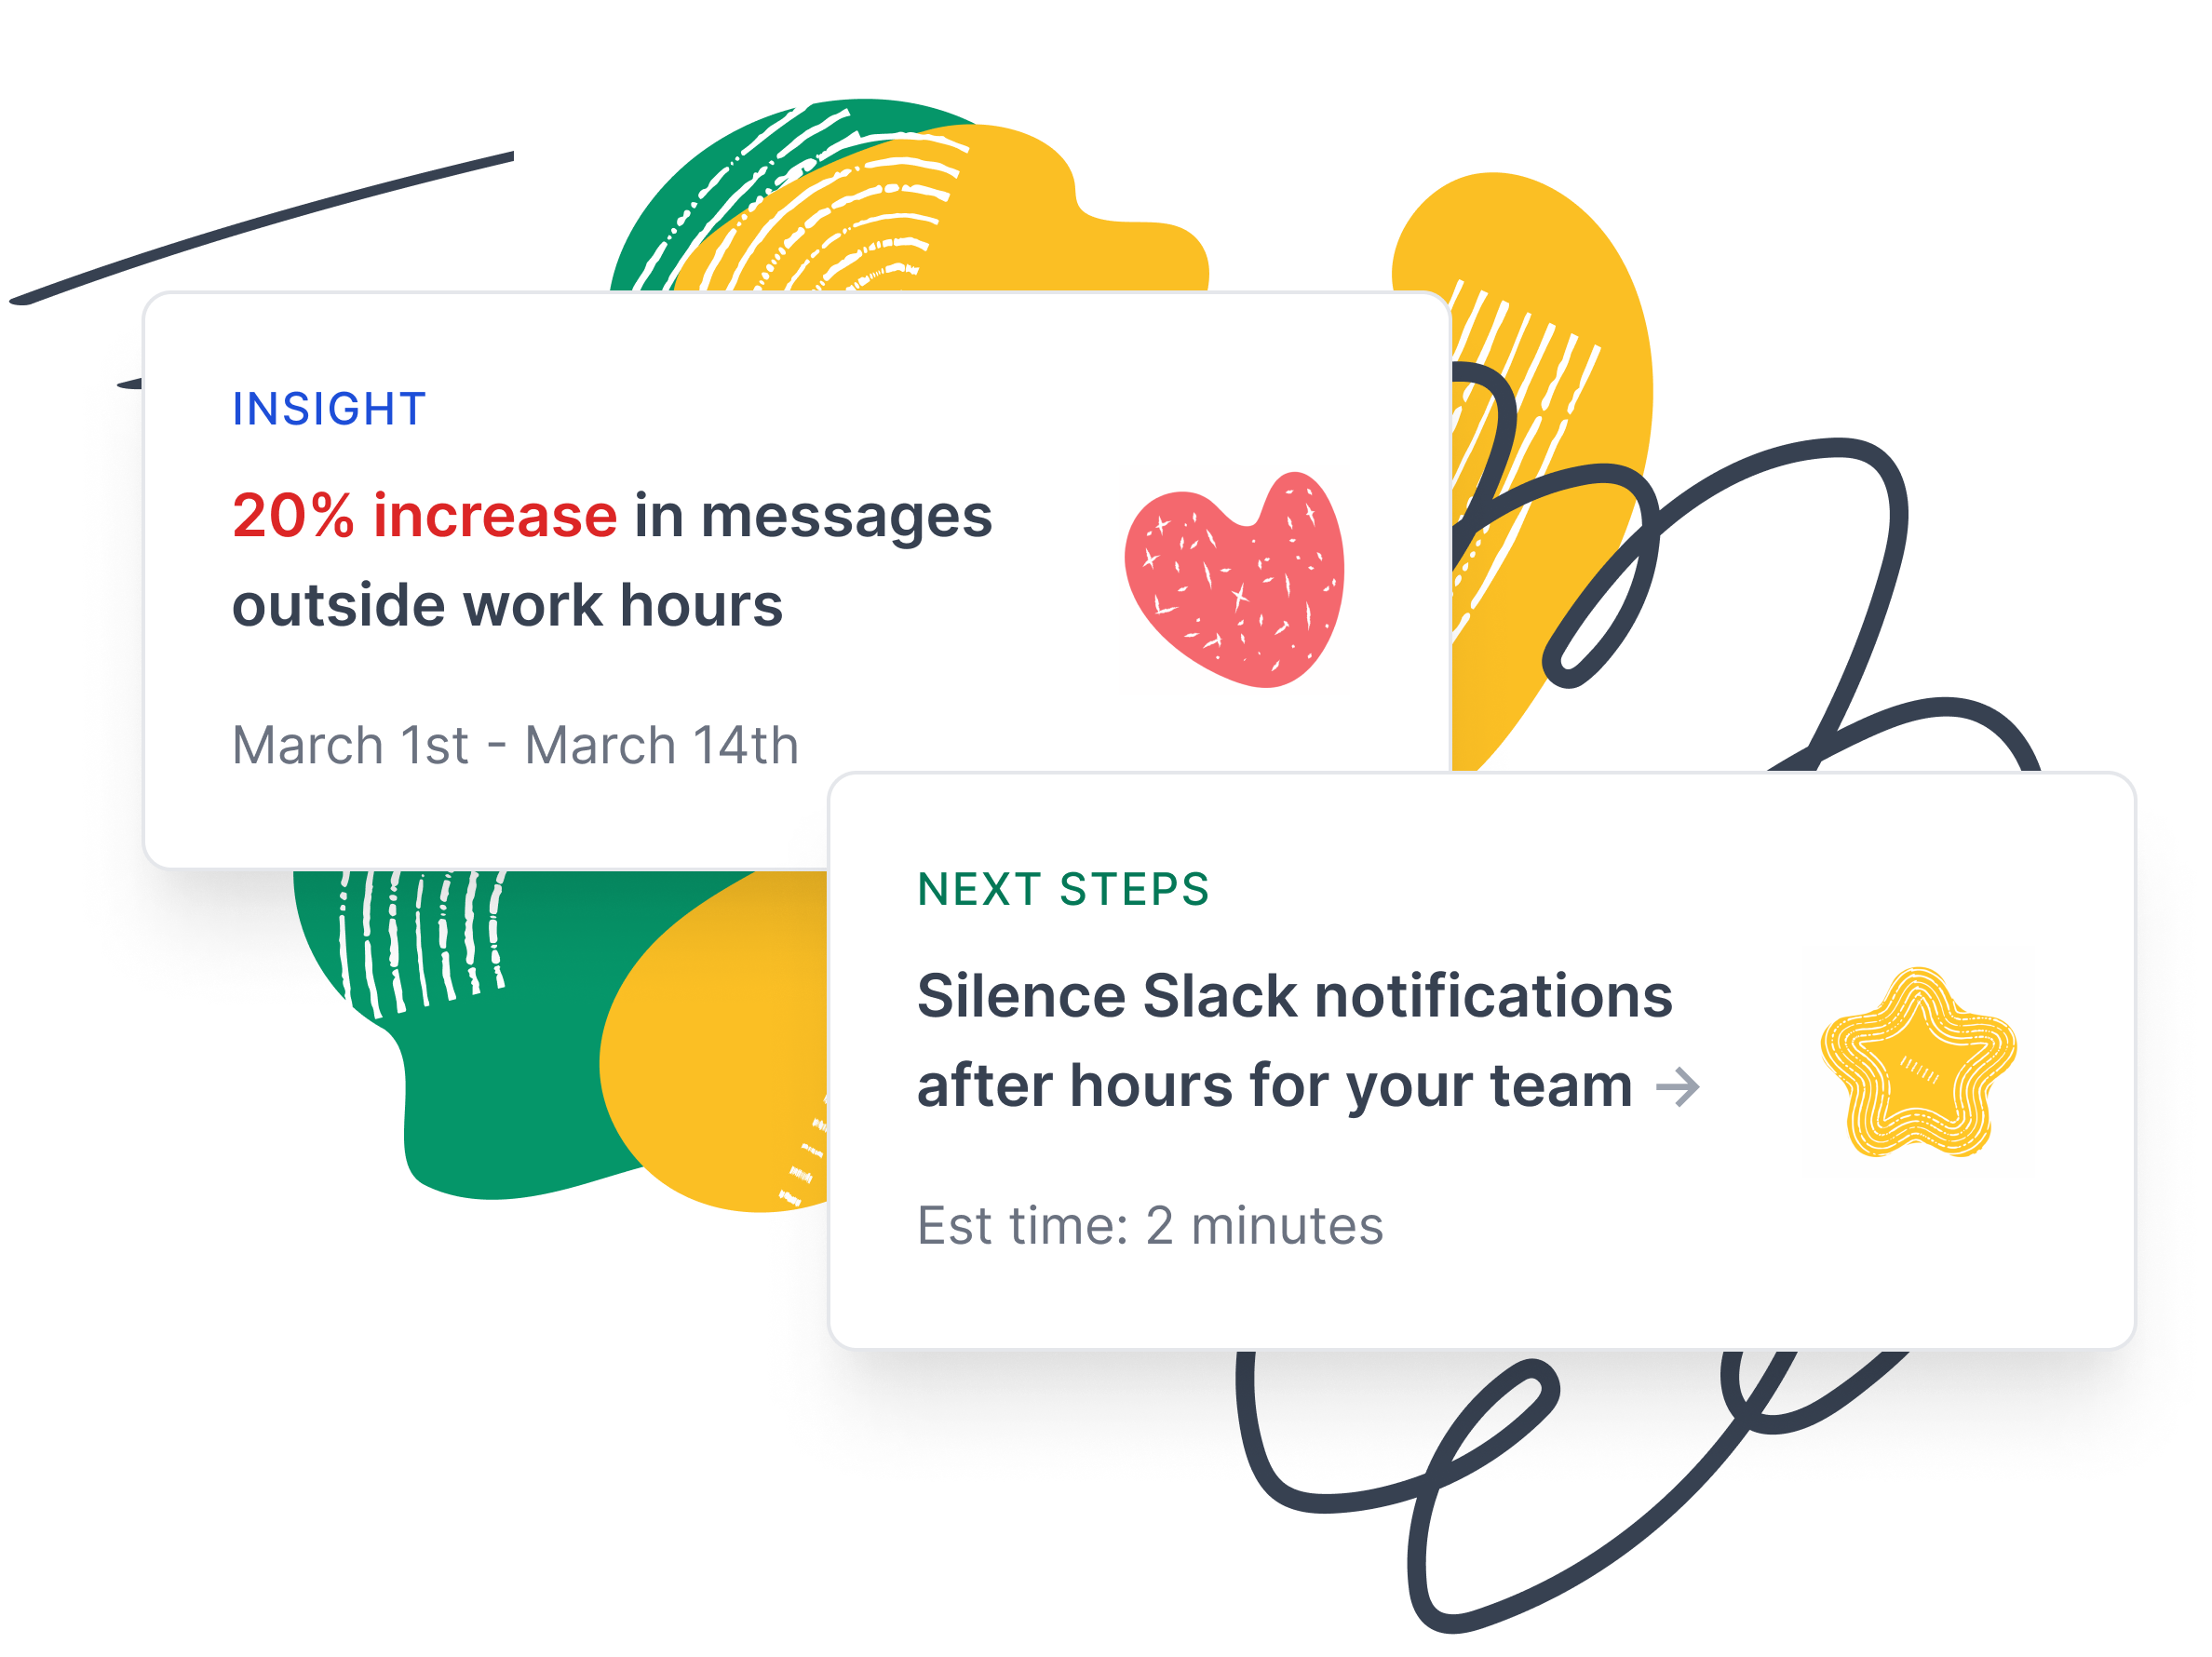 INSIGHT
20% increase in messages
outside work hours
March 1st - March 14th
NEXT STEPS
Silence Slack notifications
after hours for your team →
Est time: 2 minutes